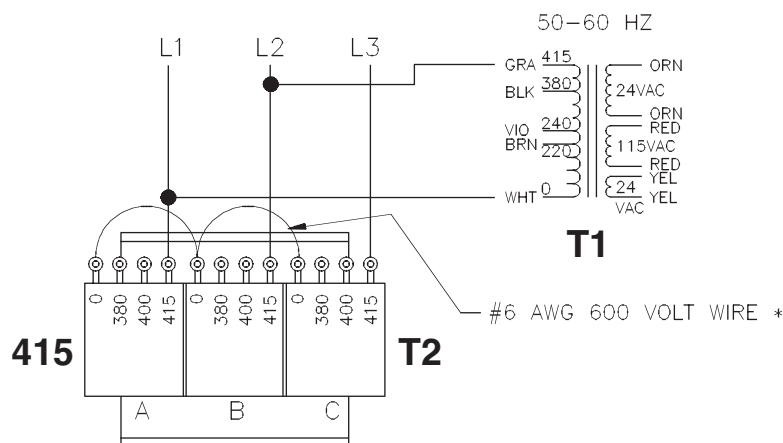 50-60 HZ
L1 L2 L3
GRA 415 ORN
BLK 380 24VAC
ORN
VIO 240 RED
BRN 220 115VAC
RED
YEL
WHT 0 24 YEL
VAC
T1
0 380 400 415 0 380 400 415 0 380 400 415
#6 AWG 600 VOLT WIRE *
415 T2
A B C